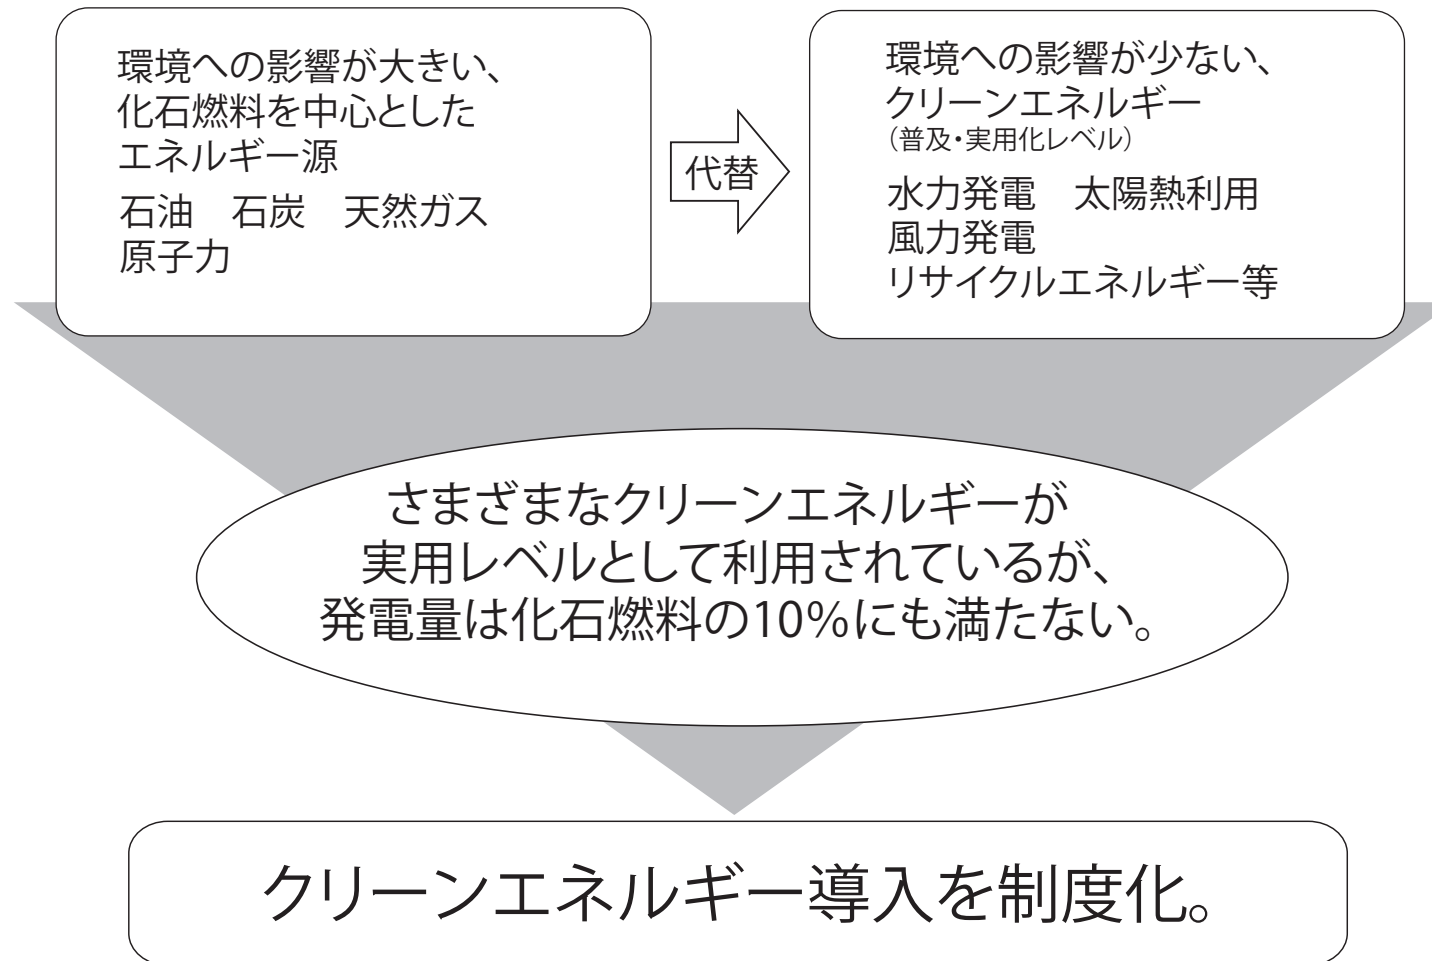 環境への影響が大きい、
化石燃料を中心とした
エネルギー源
石油　石炭　天然ガス
原子力
代替
環境への影響が少ない、
クリーンエネルギー
（普及・実用化レベル）
水力発電　太陽熱利用
風力発電
リサイクルエネルギー等
さまざまなクリーンエネルギーが
実用レベルとして利用されているが、
発電量は化石燃料の10％にも満たない。
クリーンエネルギー導入を制度化。